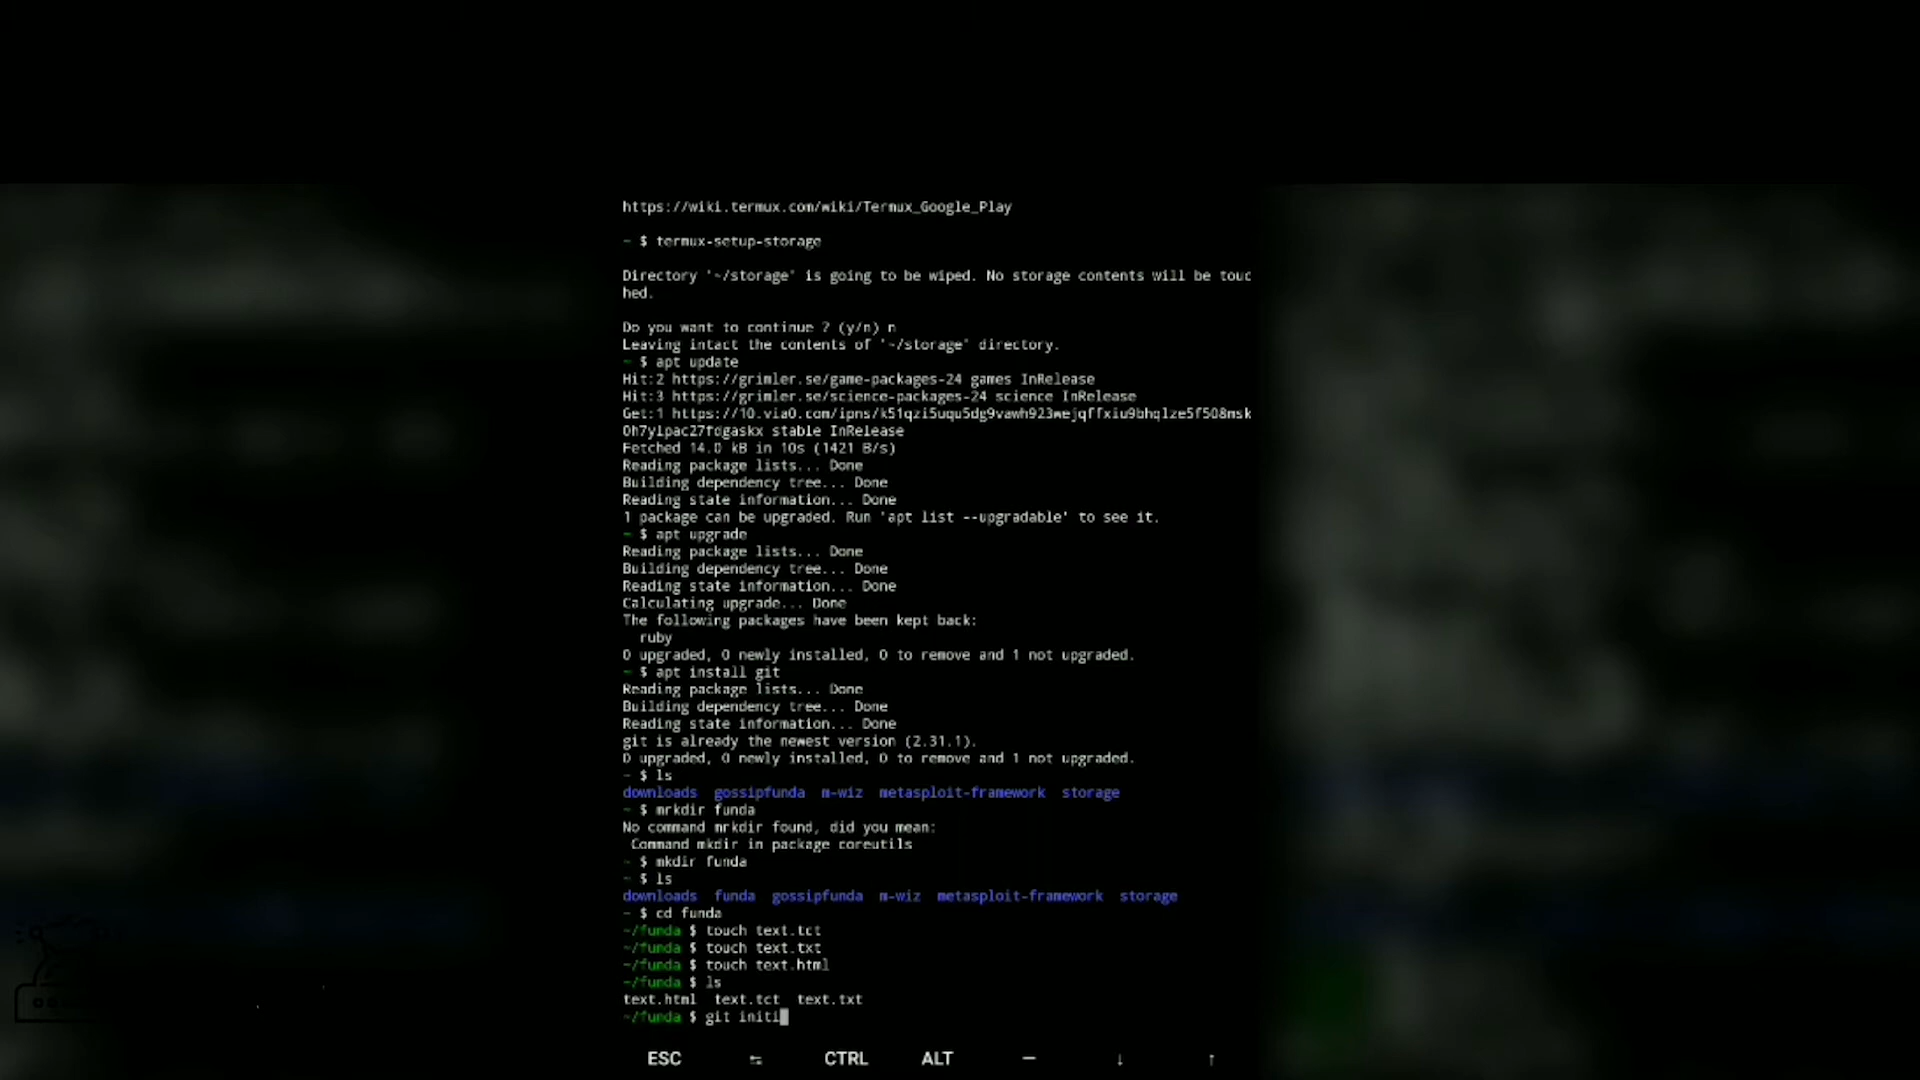 https://wiki.termux.com/wiki/Termux_Google_Play
~ $ termux-setup-storage
Directory '~/storage' is going to be wiped. No storage contents will be touc
hed.
Do you want to continue ? (y/n) n
Leaving intact the contents of '~/storage' directory.
~ $ apt update
Hit:2 https://grimler.se/game-packages-24 games InRelease
Hit:3 https://grimler.se/science-packages-24 science InRelease
Get:1 https://10.via0.com/ipns/k51qzi5uqu5dg9vawh923wejqffxiu9bhqlze5f508msk
0h7ylpac27fdgaskx stable InRelease
Fetched 14.0 kB in 10s (1421 B/s)
Reading package lists... Done
Building dependency tree... Done
Reading state information... Done
1 package can be upgraded. Run 'apt list --upgradable' to see it.
~ $ apt upgrade
Reading package lists... Done
Building dependency tree... Done
Reading state information... Done
Calculating upgrade... Done
The following packages have been kept back:
ruby
0 upgraded, 0 newly installed, 0 to remove and 1 not upgraded.
~ $ apt install git
Reading package lists... Done
Building dependency tree... Done
Reading state information... Done
git is already the newest version (2.31.1).
0 upgraded, 0 newly installed, 0 to remove and 1 not upgraded.
~ $ ls
downloads gossipfunda m-wiz metasploit-framework storage
~ $ mrkdir funda
No command mrkdir found, did you mean:
Command mkdir in package coreutils
~ $ mkdir funda
~ $ ls
downloads funda gossipfunda m-wiz metasploit-framework storage
~ $ cd funda
~/funda $ touch text.tct
~/funda $ touch text.txt
~/funda $ touch text.html
~/funda $ ls
text.html text.tct text.txt
~/funda $ git initi
ESC ⇆ CTRL ALT — ↓ ↑